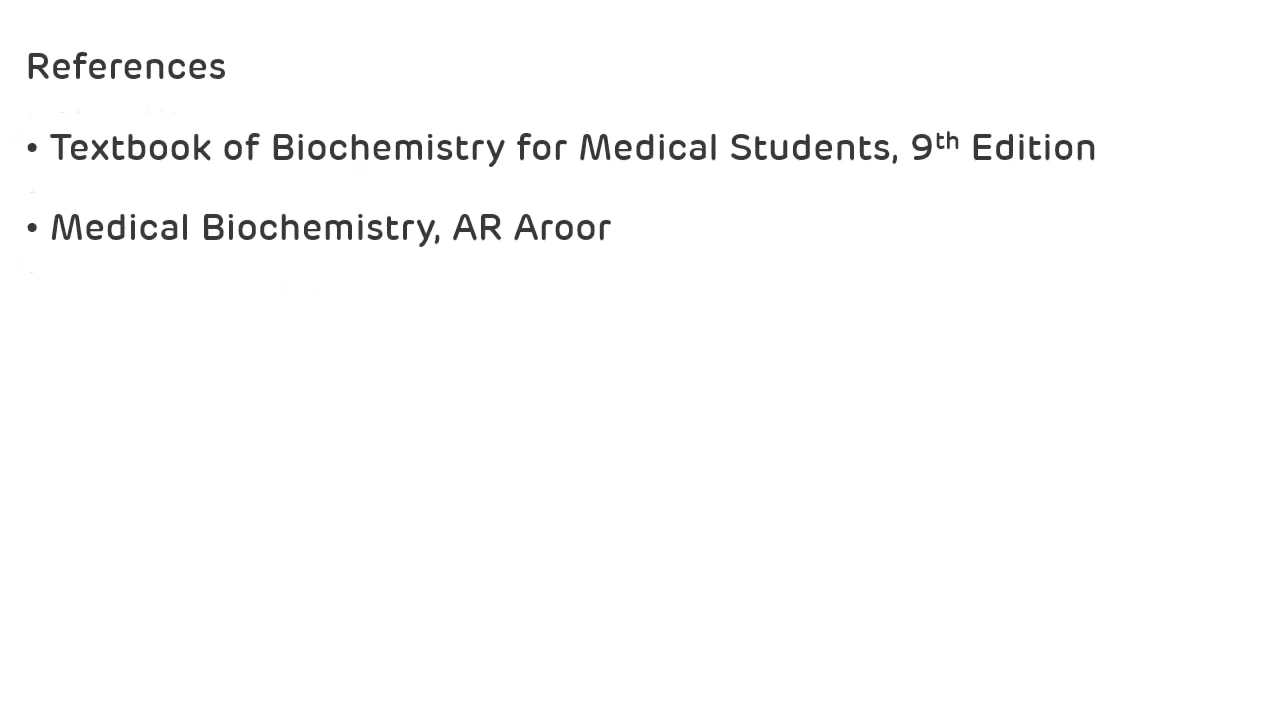 References
• Textbook of Biochemistry for Medical Students, 9th Edition
• Medical Biochemistry, AR Aroor